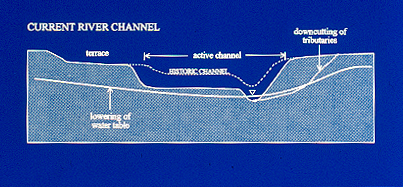 CURRENT RIVER CHANNEL
downcutting of
tributaries
terrace
active channel
HISTORIC CHANNEL
lowering of
water table